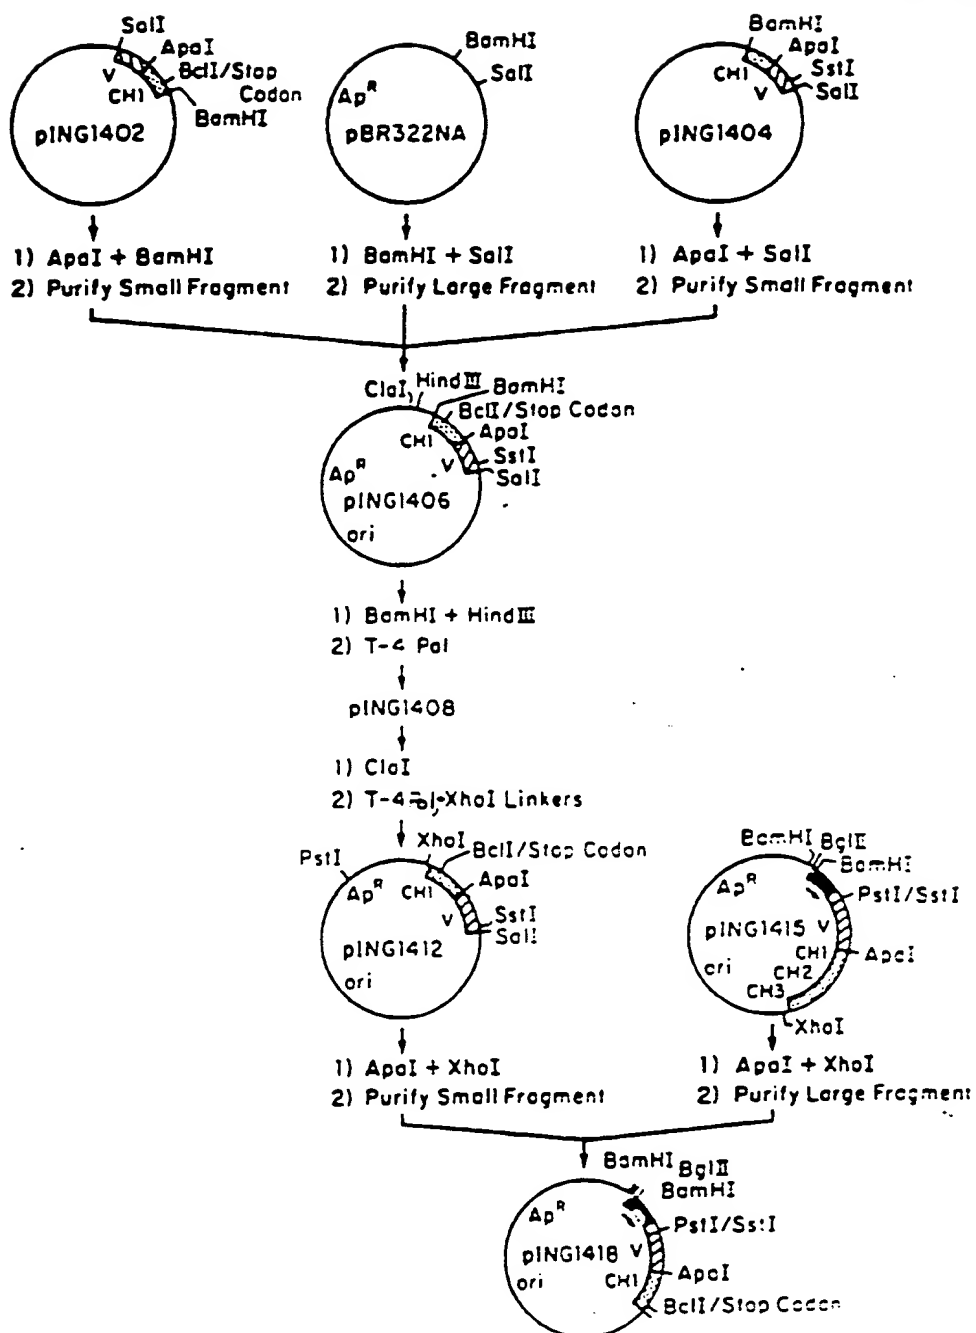 SalI
ApaI
BclI/Stop
Codon
BamHI
V
CH1
pING1402
BamHI
SalI
ApR
pBR322NA
BamHI
ApaI
SstI
SalI
CH1
V
pING1404
1) ApaI + BamHI
2) Purify Small Fragment
1) BamHI + SalI
2) Purify Large Fragment
1) ApaI + SalI
2) Purify Small Fragment
ClaI
HindIII
BamHI
BclI/Stop Codon
ApaI
SstI
SalI
CH1
V
ApR
pING1406
ori
1) BamHI + HindIII
2) T-4 Pol
pING1408
1) ClaI
2) T-4 Pol, XhoI Linkers
PstI
XhoI
BclI/Stop Codon
ApaI
SstI
SalI
ApR
CH1
V
pING1412
ori
BamHI
BglII
BamHI
PstI/SstI
ApR
pING1415
V
CH1
ApaI
ori
CH2
CH3
XhoI
1) ApaI + XhoI
2) Purify Small Fragment
1) ApaI + XhoI
2) Purify Large Fragment
BamHI
BglII
BamHI
PstI/SstI
ApR
pING1418
V
ori
CH1
ApaI
BclI/Stop Codon